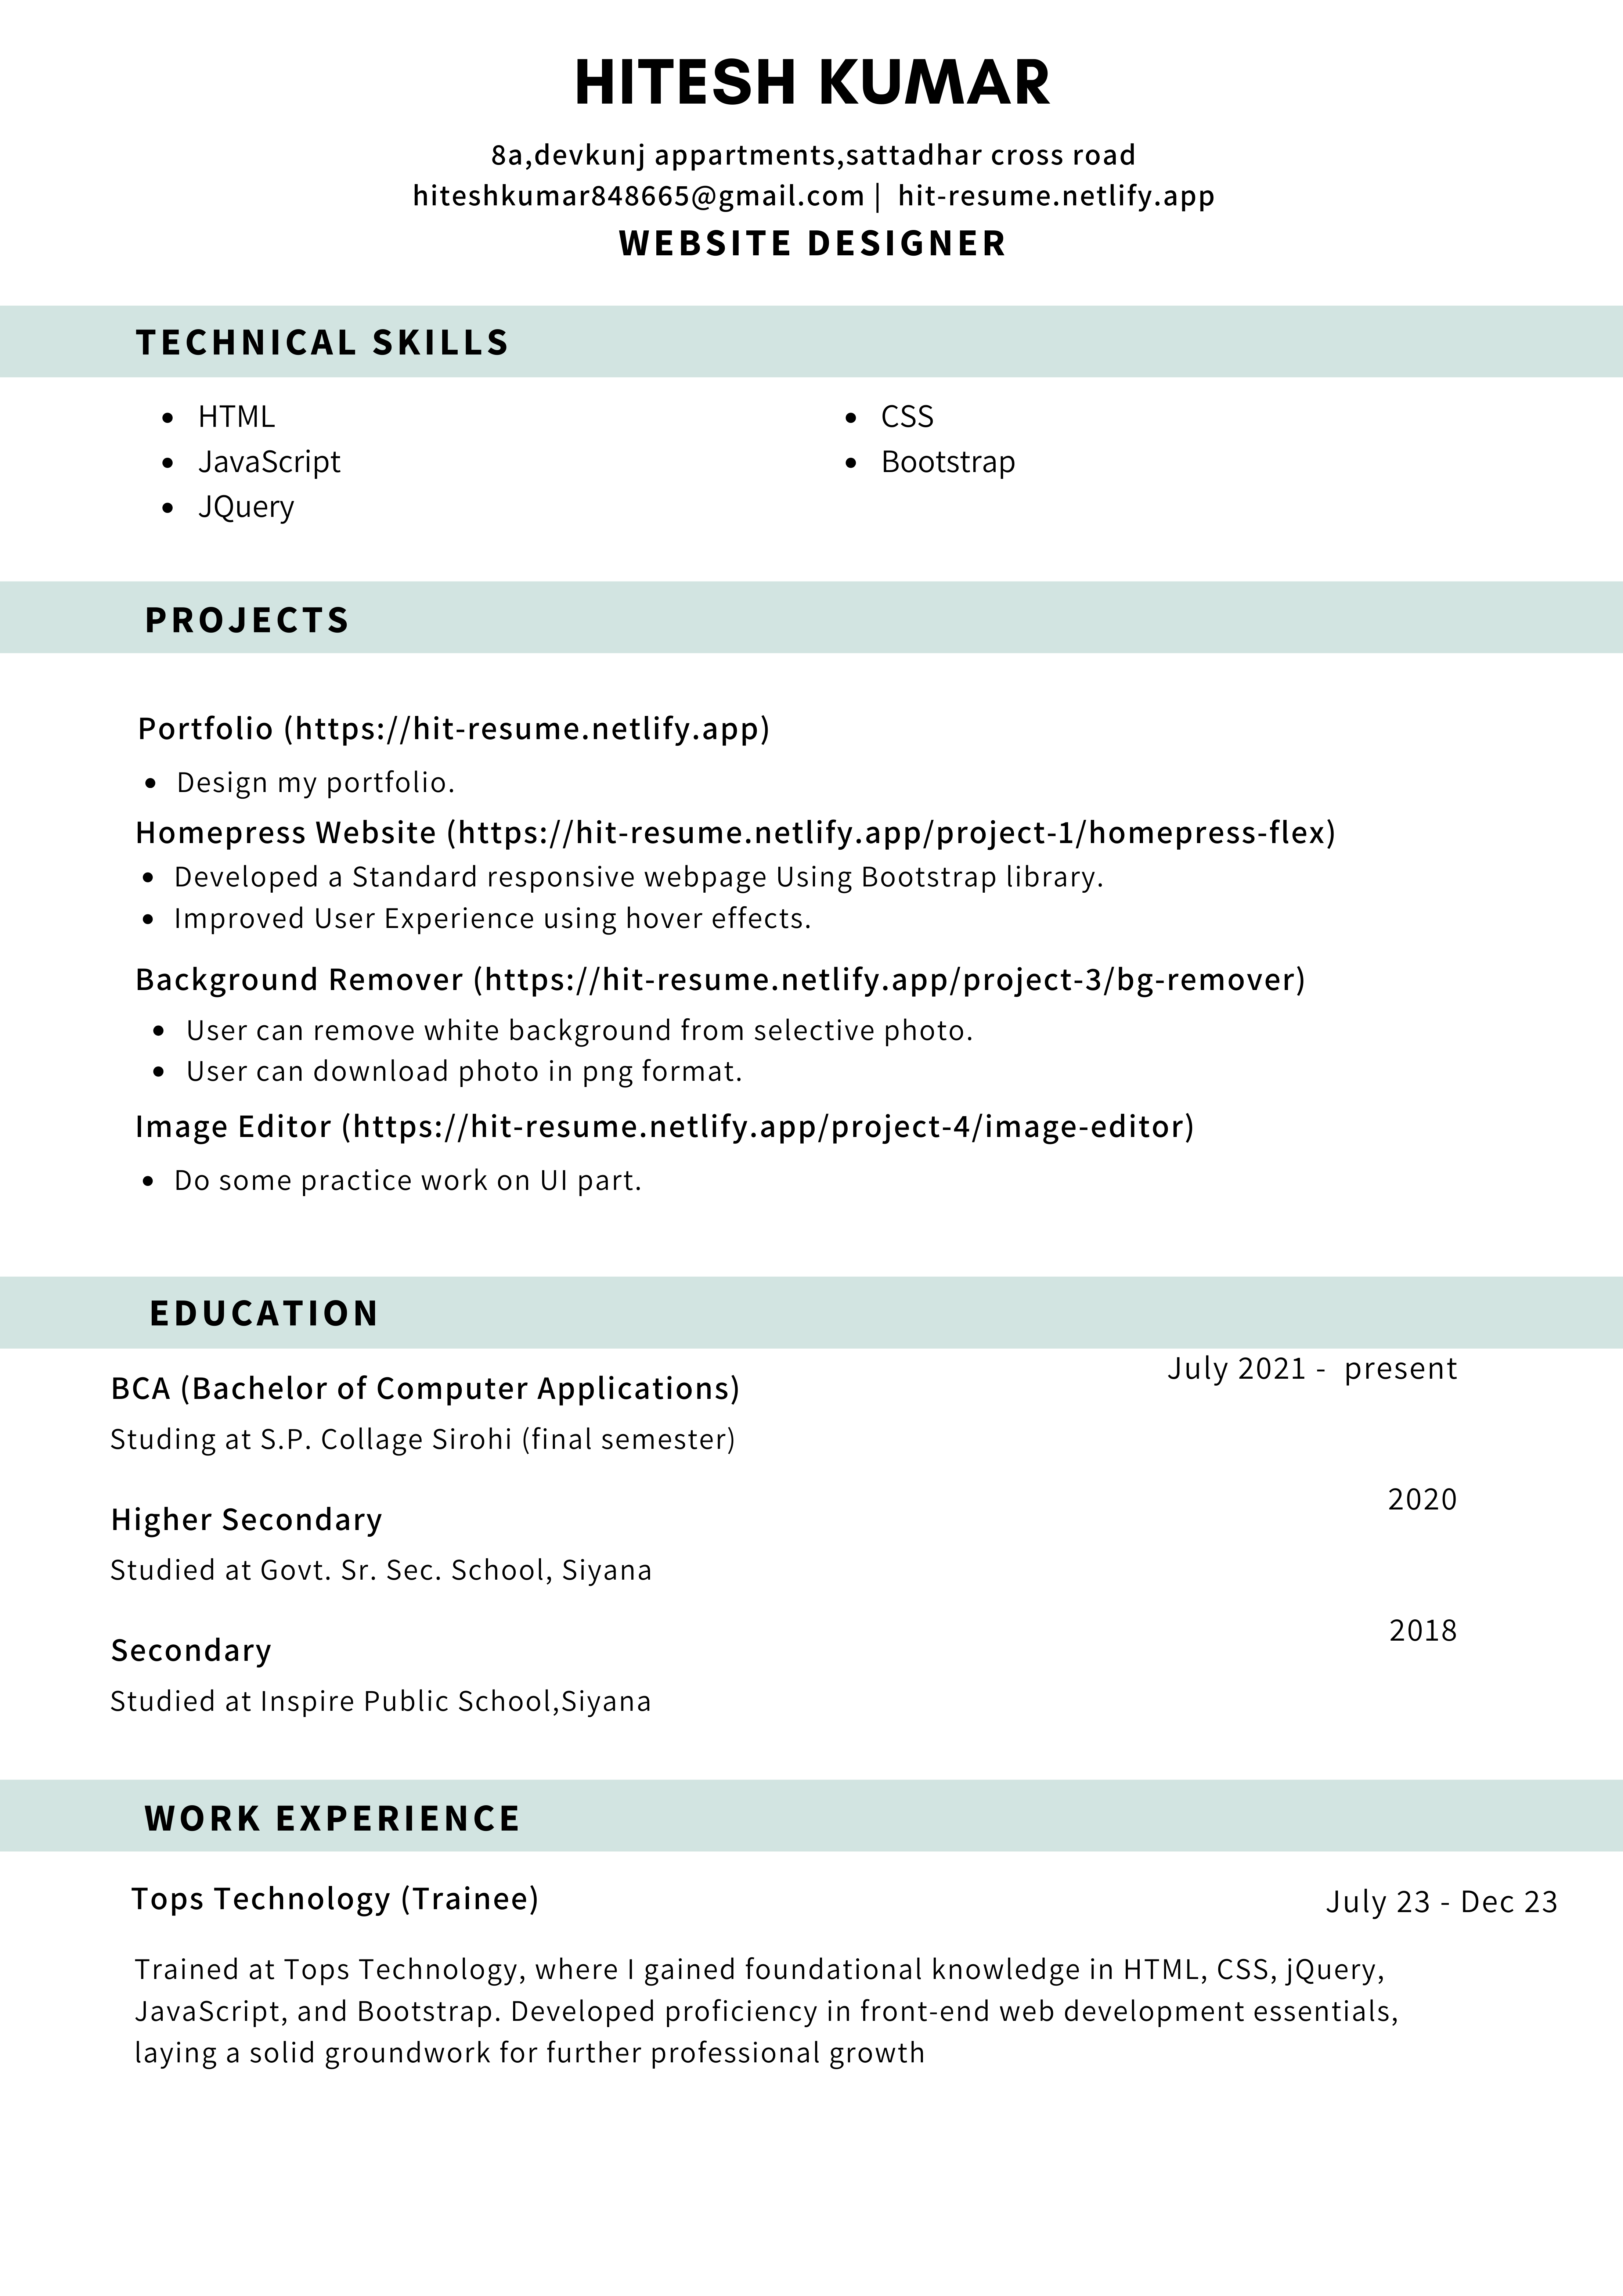 HITESH KUMAR
8a,devkunj appartments,sattadhar cross road
hiteshkumar848665@gmail.com | hit-resume.netlify.app
WEBSITE DESIGNER
TECHNICAL SKILLS
• HTML
• JavaScript
• JQuery
• CSS
• Bootstrap
PROJECTS
Portfolio (https://hit-resume.netlify.app)
• Design my portfolio.
Homepress Website (https://hit-resume.netlify.app/project-1/homepress-flex)
• Developed a Standard responsive webpage Using Bootstrap library.
• Improved User Experience using hover effects.
Background Remover (https://hit-resume.netlify.app/project-3/bg-remover)
• User can remove white background from selective photo.
• User can download photo in png format.
Image Editor (https://hit-resume.netlify.app/project-4/image-editor)
• Do some practice work on UI part.
EDUCATION
BCA (Bachelor of Computer Applications)
July 2021 - present
Studing at S.P. Collage Sirohi (final semester)
Higher Secondary
2020
Studied at Govt. Sr. Sec. School, Siyana
Secondary
2018
Studied at Inspire Public School,Siyana
WORK EXPERIENCE
Tops Technology (Trainee)
July 23 - Dec 23
Trained at Tops Technology, where I gained foundational knowledge in HTML, CSS, jQuery,
JavaScript, and Bootstrap. Developed proficiency in front-end web development essentials,
laying a solid groundwork for further professional growth